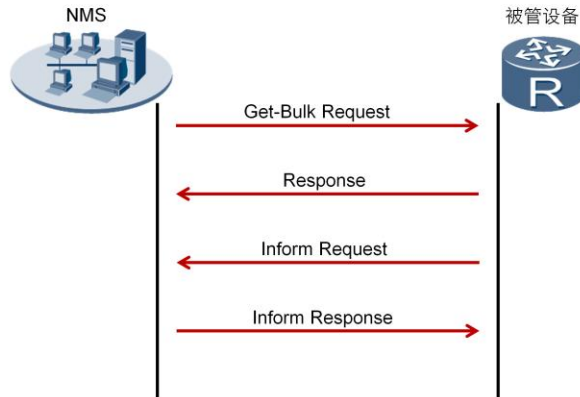 NMS
被管设备
R
Get-Bulk Request
Response
Inform Request
Inform Response